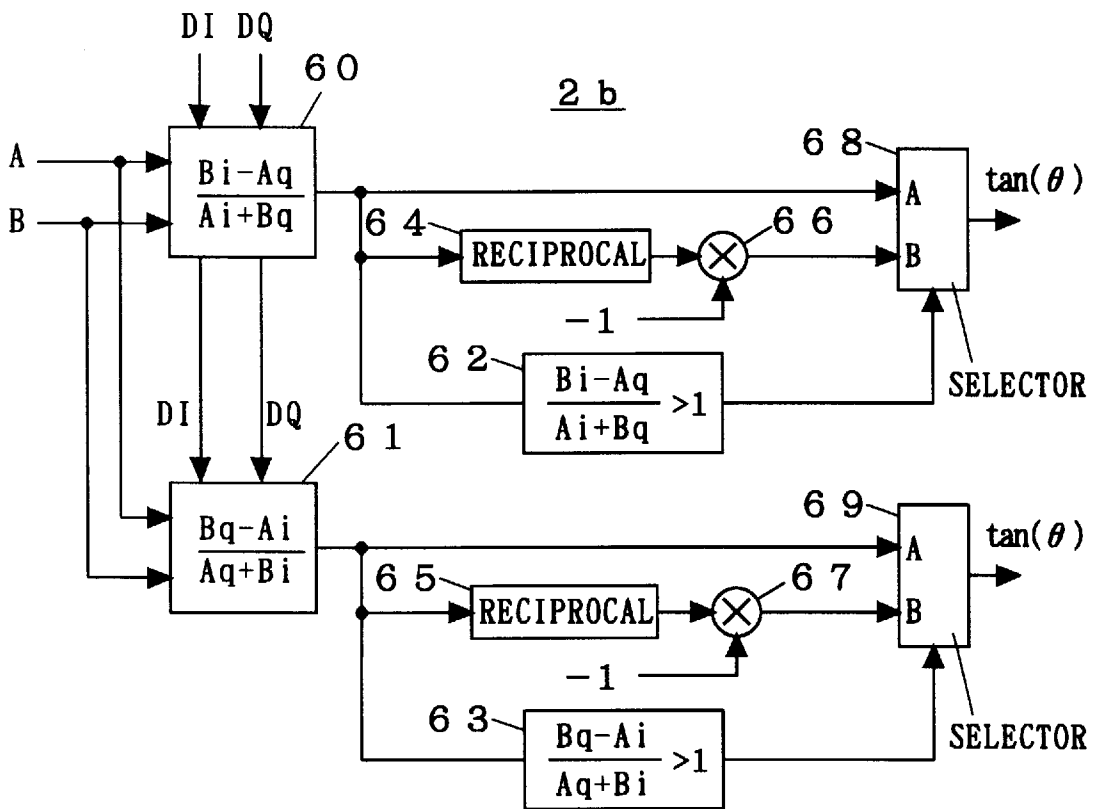 DI DQ
60
2b
A
B
Bi-Aq
Ai+Bq
68
A
tan(θ)
64
RECIPROCAL
66
B
-1
62
Bi-Aq
Ai+Bq
>1
SELECTOR
DI
DQ
61
Bq-Ai
Aq+Bi
69
A
tan(θ)
65
RECIPROCAL
67
B
-1
63
Bq-Ai
Aq+Bi
>1
SELECTOR